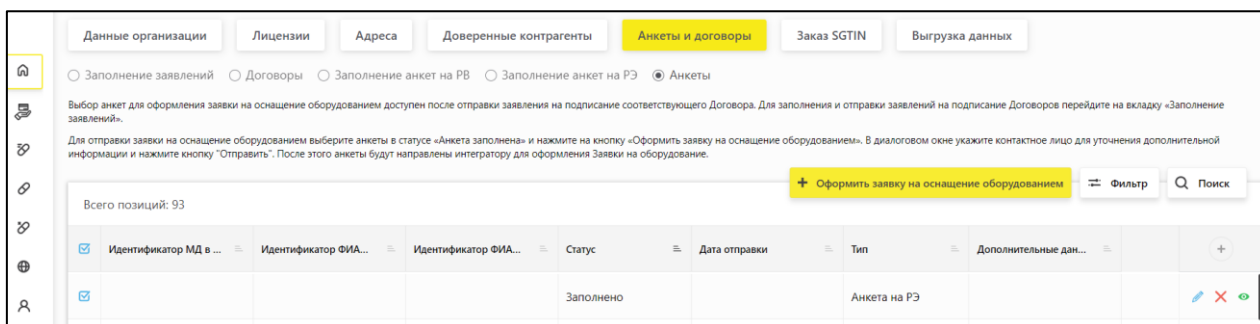 Данные организации Лицензии Адреса Доверенные контрагенты Анкеты и договоры Заказ SGTIN Выгрузка данных
Заполнение заявлений Договоры Заполнение анкет на РВ Заполнение анкет на РЭ Анкеты
Выбор анкет для оформления заявки на оснащение оборудованием доступен после отправки заявления на подписание соответствующего Договора. Для заполнения и отправки заявлений на подписание Договоров перейдите на вкладку «Заполнение
заявлений».
Для отправки заявки на оснащение оборудованием выберите анкеты в статусе «Анкета заполнена» и нажмите на кнопку «Оформить заявку на оснащение оборудованием». В диалоговом окне укажите контактное лицо для уточнения дополнительной
информации и нажмите кнопку "Отправить". После этого анкеты будут направлены интегратору для оформления Заявки на оборудование.
+ Оформить заявку на оснащение оборудованием Фильтр Поиск
Всего позиций: 93
Идентификатор МД в ... Идентификатор ФИА... Идентификатор ФИА... Статус Дата отправки Тип Дополнительные дан...
Заполнено Анкета на РЭ